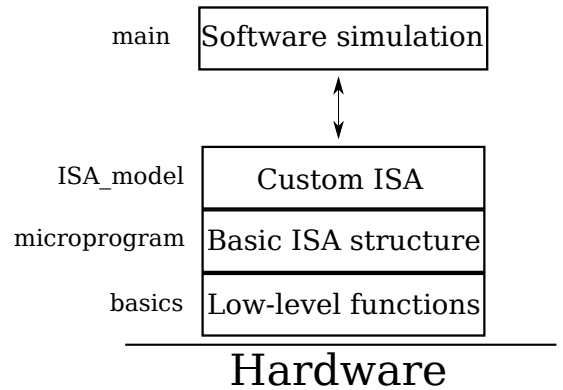 main Software simulation
ISA_model Custom ISA
microprogram Basic ISA structure
basics Low-level functions
Hardware